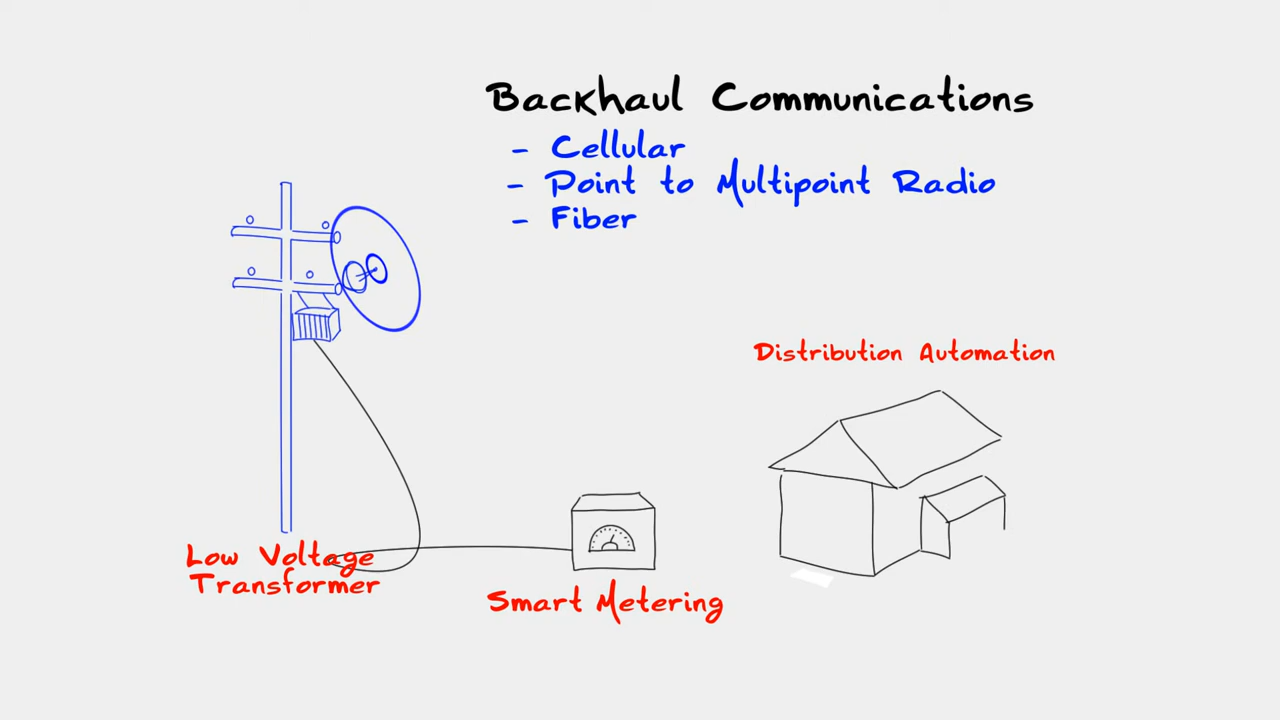 Backhaul Communications
- Cellular
- Point to Multipoint Radio
- Fiber
Distribution Automation
Low Voltage
Transformer
Smart Metering